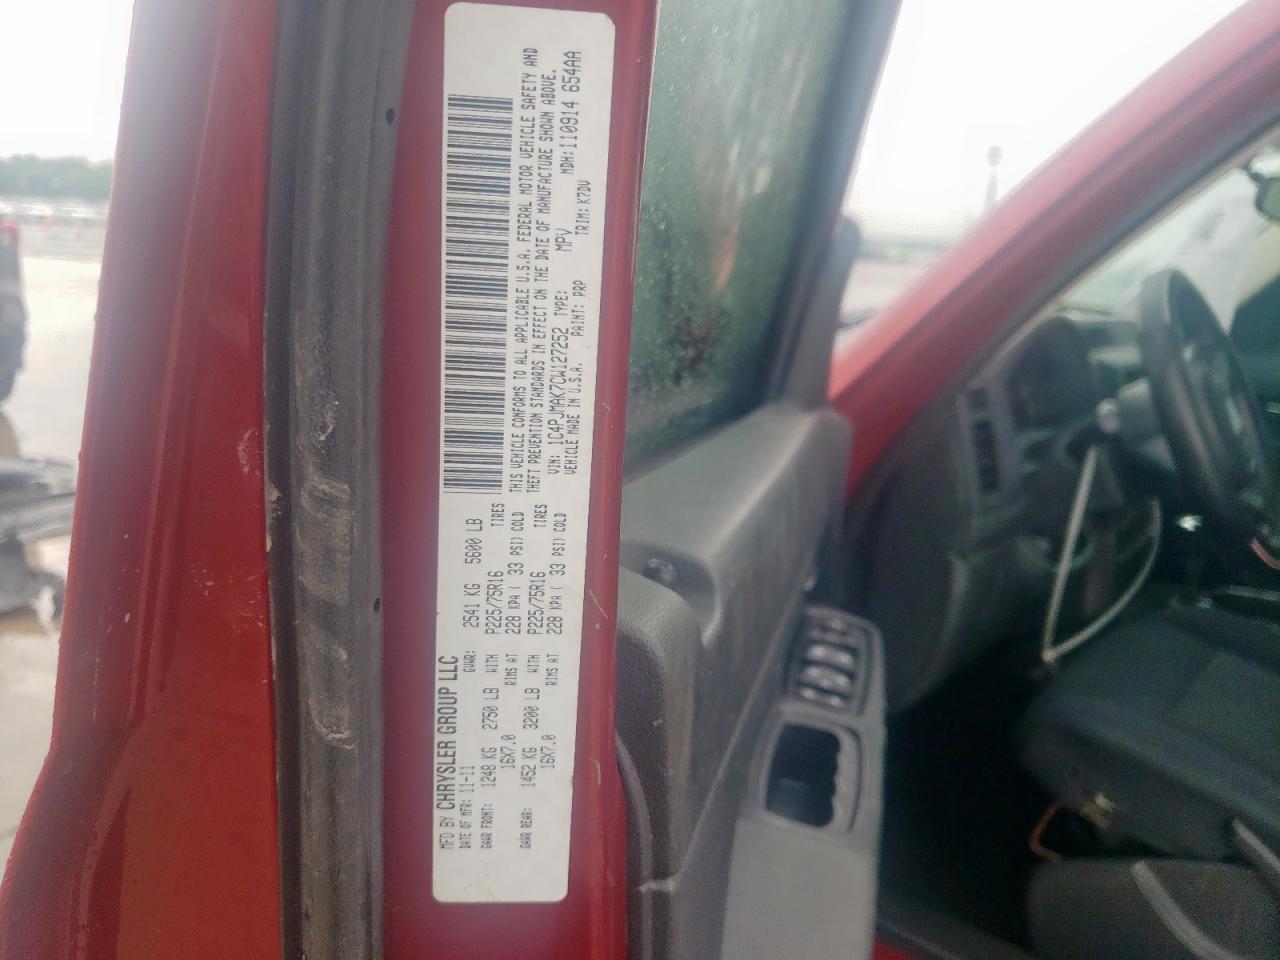 MFD BY CHRYSLER GROUP LLC
DATE OF MFR: 11-11 GVWR: 2541 KG 5600 LB
GAWR FRONT: 1248 KG 2750 LB WITH P225/75R16 TIRES
16X7.0 RIMS AT 228 KPA ( 33 PSI) COLD
GAWR REAR: 1452 KG 3200 LB WITH P225/75R16 TIRES
16X7.0 RIMS AT 228 KPA ( 33 PSI) COLD
THIS VEHICLE CONFORMS TO ALL APPLICABLE U.S.A. FEDERAL MOTOR VEHICLE SAFETY AND
THEFT PREVENTION STANDARDS IN EFFECT ON THE DATE OF MANUFACTURE SHOWN ABOVE.
VIN: 1C4PJMAK7CW127252 TYPE: MPV MDH: 110914 654AA
VEHICLE MADE IN U.S.A. PAINT: PRP TRIM: K7DV